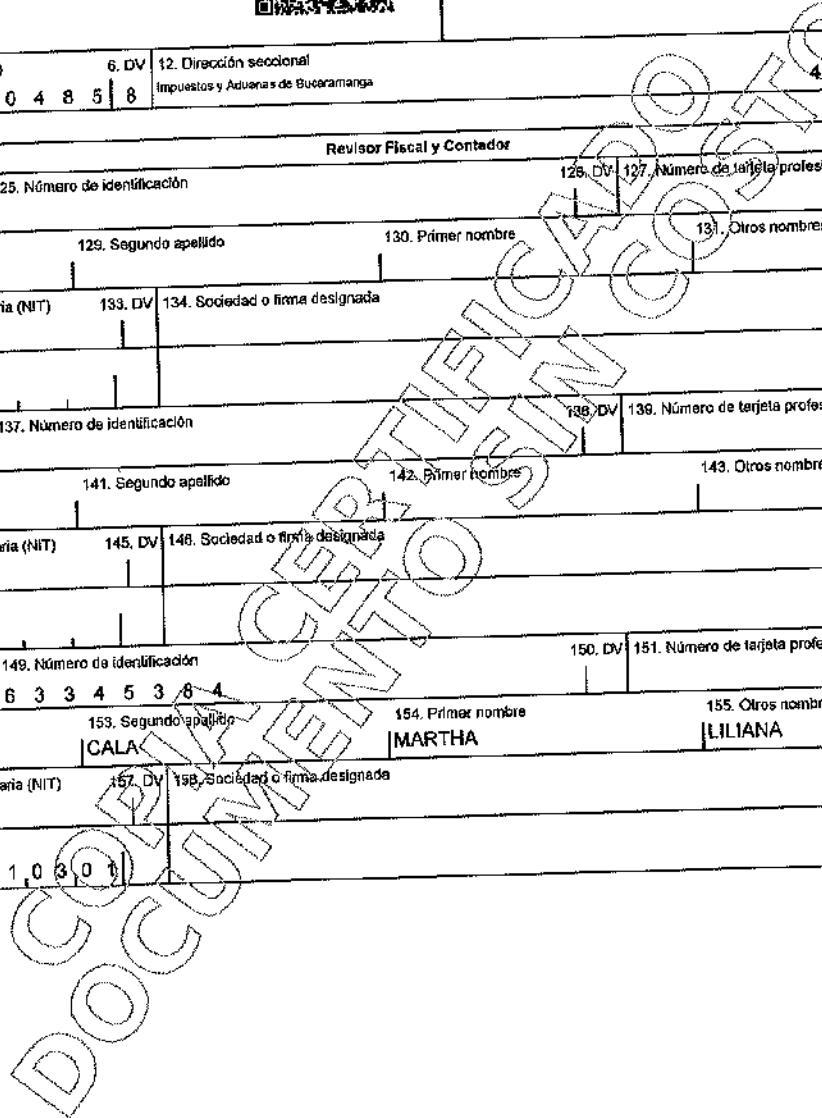 6. DV 12. Dirección seccional
0 4 8 5 8 Impuestos y Aduanas de Bucaramanga 4
Revisor Fiscal y Contador
25. Número de identificación 126. DV 127. Número de tarjeta profesi
129. Segundo apellido 130. Primer nombre 131. Otros nombres
ria (NIT) 133. DV 134. Sociedad o firma designada
137. Número de identificación 138. DV 139. Número de tarjeta profes
141. Segundo apellido 142. Primer nombre 143. Otros nombre
aria (NIT) 145. DV 146. Sociedad o firma designada
149. Número de identificación 150. DV 151. Número de tarjeta profe
6 3 3 4 5 3 8 4
153. Segundo apellido 154. Primer nombre 155. Otros nombr
CALA MARTHA LILIANA
aria (NIT) 157. DV 158. Sociedad o firma designada
1 0 3 0 1
COPIA CERTIFICADO
DOCUMENTO SIN COSTO